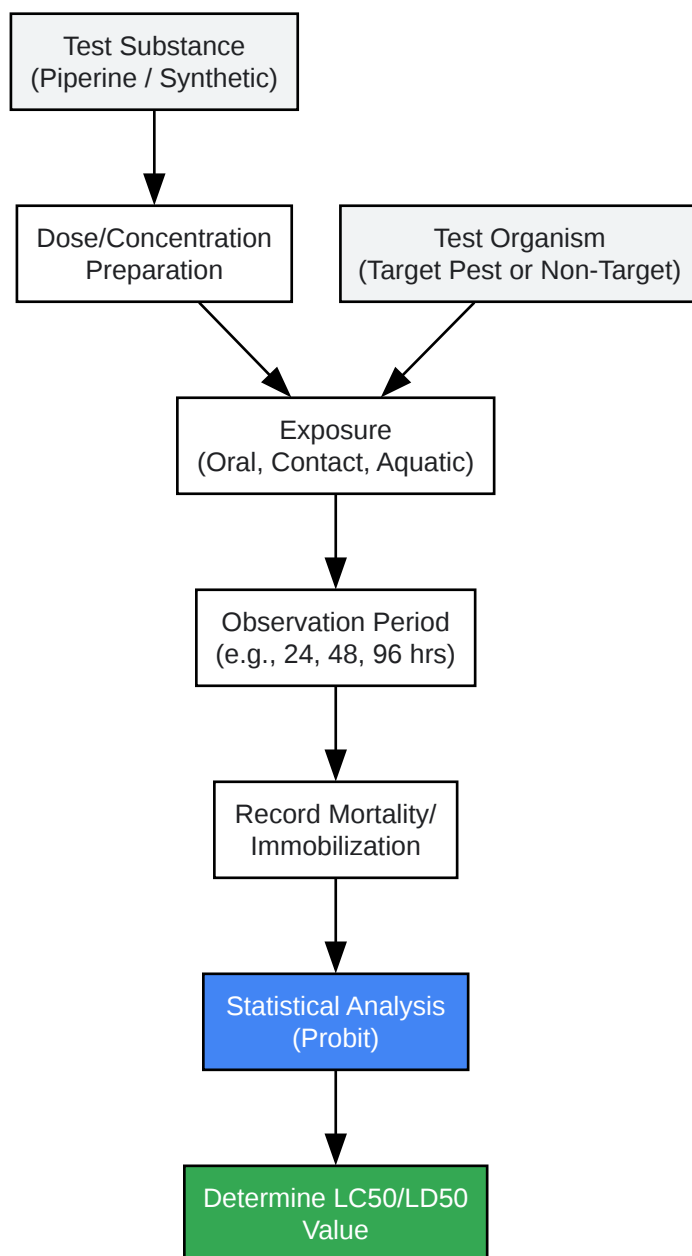 Test Substance
(Piperine / Synthetic)
Dose/Concentration
Preparation
Test Organism
(Target Pest or Non-Target)
Exposure
(Oral, Contact, Aquatic)
Observation Period
(e.g., 24, 48, 96 hrs)
Record Mortality/
Immobilization
Statistical Analysis
(Probit)
Determine LC50/LD50
Value